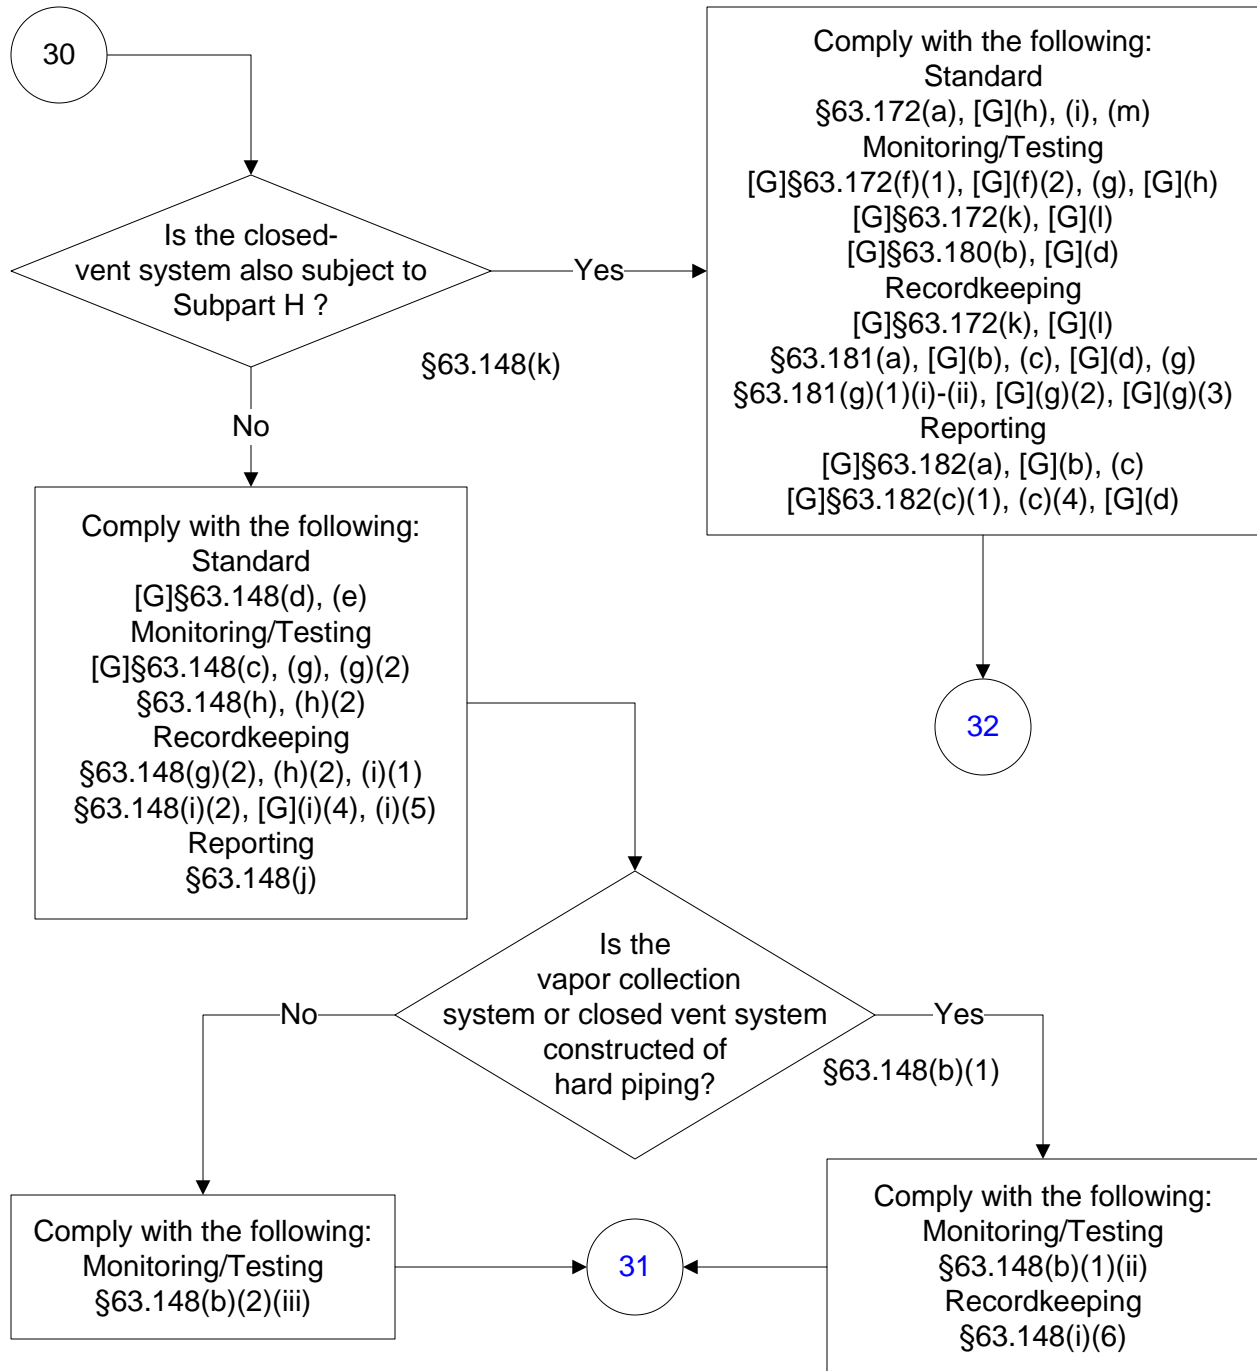 30
Comply with the following:
Standard
§63.172(a), [G](h), (i), (m)
Monitoring/Testing
[G]§63.172(f)(1), [G](f)(2), (g), [G](h)
[G]§63.172(k), [G](l)
[G]§63.180(b), [G](d)
Recordkeeping
[G]§63.172(k), [G](l)
§63.181(a), [G](b), (c), [G](d), (g)
§63.181(g)(1)(i)-(ii), [G](g)(2), [G](g)(3)
Reporting
[G]§63.182(a), [G](b), (c)
[G]§63.182(c)(1), (c)(4), [G](d)
Is the closed-
vent system also subject to
Subpart H ?
Yes
§63.148(k)
No
Comply with the following:
Standard
[G]§63.148(d), (e)
Monitoring/Testing
[G]§63.148(c), (g), (g)(2)
§63.148(h), (h)(2)
Recordkeeping
§63.148(g)(2), (h)(2), (i)(1)
§63.148(i)(2), [G](i)(4), (i)(5)
Reporting
§63.148(j)
32
Is the
vapor collection
system or closed vent system
constructed of
hard piping?
No
Yes
§63.148(b)(1)
Comply with the following:
Monitoring/Testing
§63.148(b)(2)(iii)
31
Comply with the following:
Monitoring/Testing
§63.148(b)(1)(ii)
Recordkeeping
§63.148(i)(6)